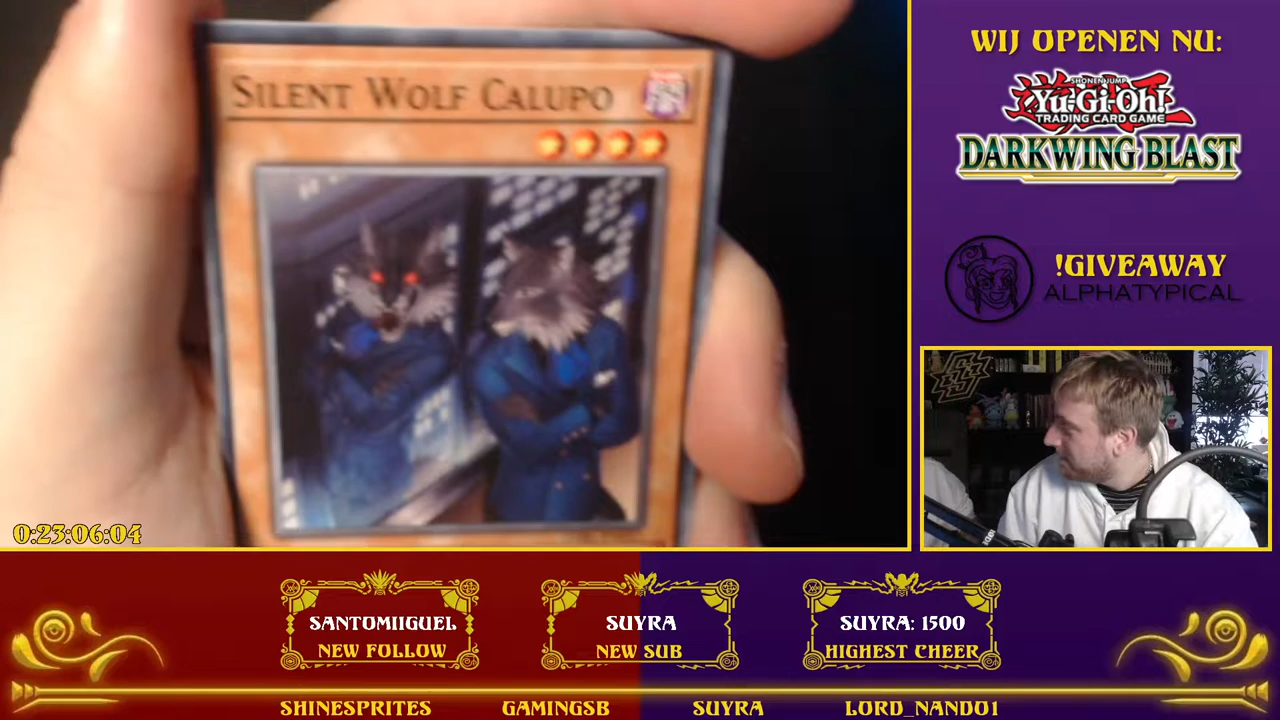 SILENT WOLF CALUPO
0:23:06:04
WIJ OPENEN NU:
SHONEN JUMP
Yu-Gi-Oh!
TRADING CARD GAME
DARKWING BLAST
!GIVEAWAY
ALPHATYPICAL
SANTOMIIGUEL
NEW FOLLOW
SUYRA
NEW SUB
SUYRA: 1500
HIGHEST CHEER
SHINESPRITES GAMINGSB SUYRA LORD_NANDO1